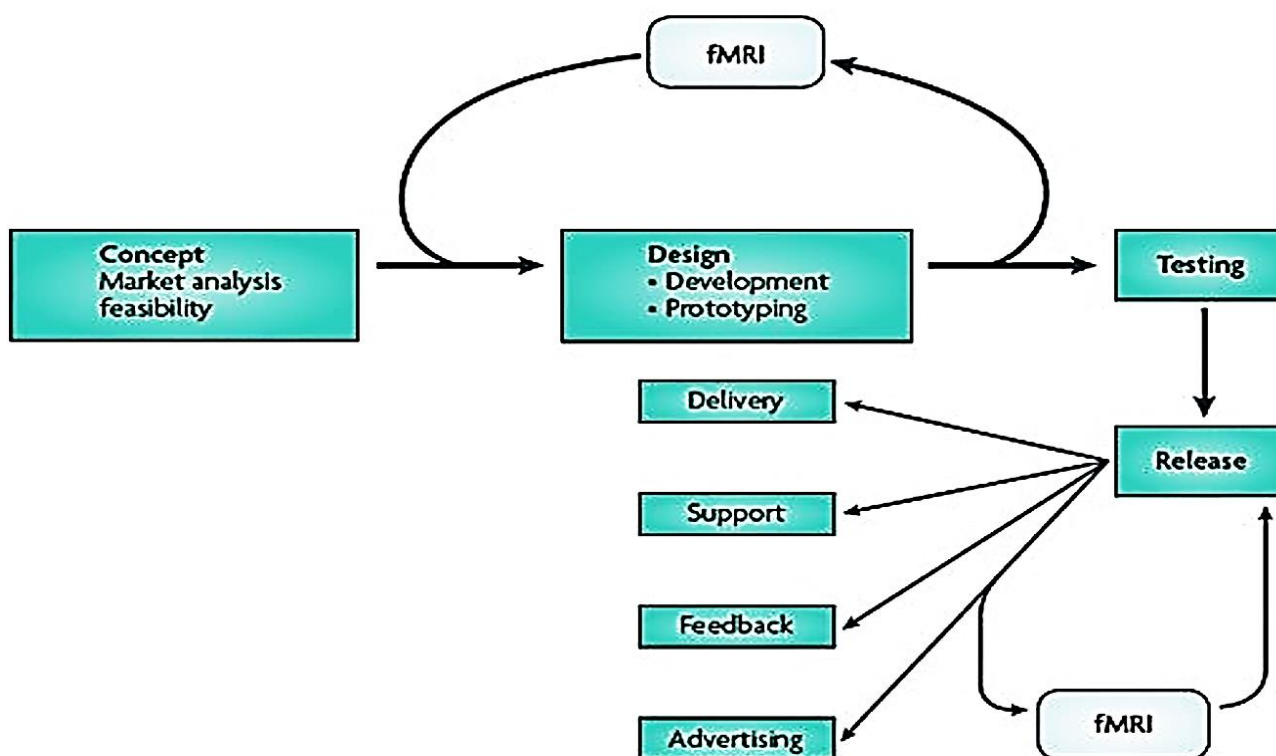 fMRI
Concept
Market analysis
feasibility
Design
• Development
• Prototyping
Testing
Delivery
Release
Support
Feedback
fMRI
Advertising